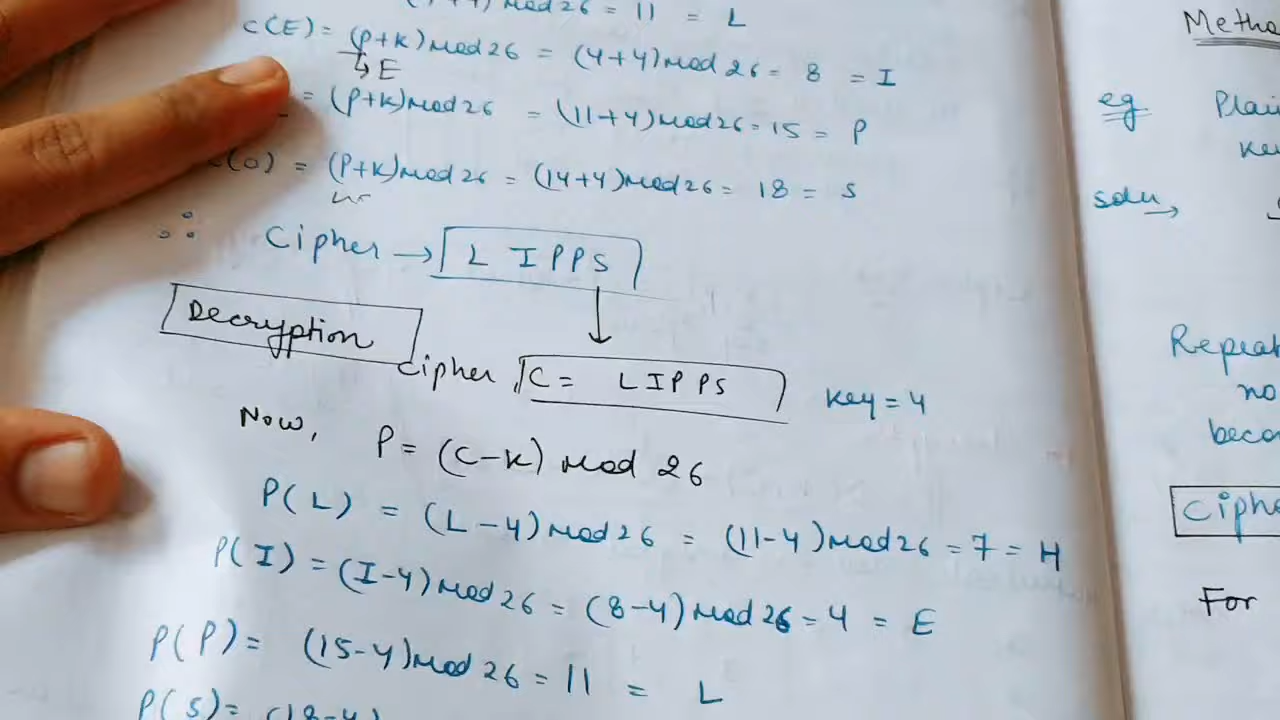 mod 26 = 11 = L
C(E) = (P+K) mod 26 = (4+4) mod 26 = 8 = I
↳ E
= (P+K) mod 26 = (11+4) mod 26 = 15 = P
(O) = (P+K) mod 26 = (14+4) mod 26 = 18 = S
∴ Cipher → L I P P S
Decryption
Cipher, C = L I P P S Key = 4
Now, P = (C-K) mod 26
P(L) = (L-4) mod 26 = (11-4) mod 26 = 7 = H
P(I) = (I-4) mod 26 = (8-4) mod 26 = 4 = E
P(P) = (15-4) mod 26 = 11 = L
P(S) = (18-4)
Metho
eg Plai
Ke
soln →
Repeat
no
beco
Ciphe
For